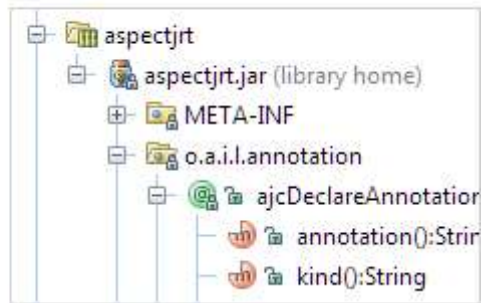 aspectjrt
aspectjrt.jar (library home)
META-INF
o.a.i.l.annotation
ajcDeclareAnnotation
annotation():Strin
kind():String